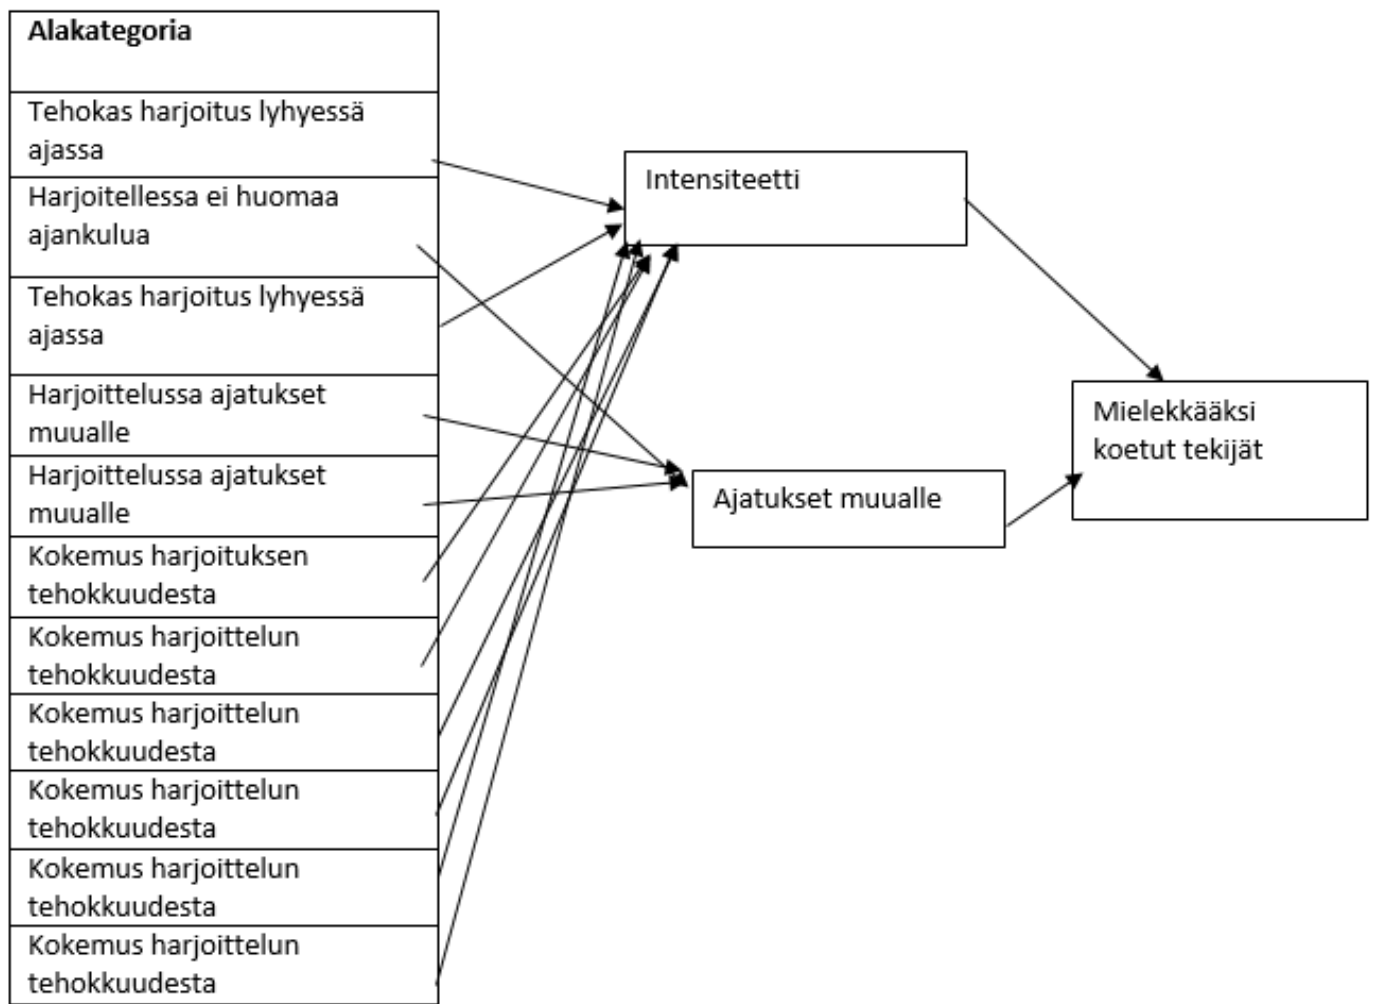 Alakategoria
Tehokas harjoitus lyhyessä
ajassa
Harjoitellessa ei huomaa
ajankulua
Tehokas harjoitus lyhyessä
ajassa
Harjoittelussa ajatukset
muualle
Harjoittelussa ajatukset
muualle
Kokemus harjoituksen
tehokkuudesta
Kokemus harjoittelun
tehokkuudesta
Kokemus harjoittelun
tehokkuudesta
Kokemus harjoittelun
tehokkuudesta
Kokemus harjoittelun
tehokkuudesta
Kokemus harjoittelun
tehokkuudesta
Intensiteetti
Ajatukset muualle
Mielekkääksi
koetut tekijät